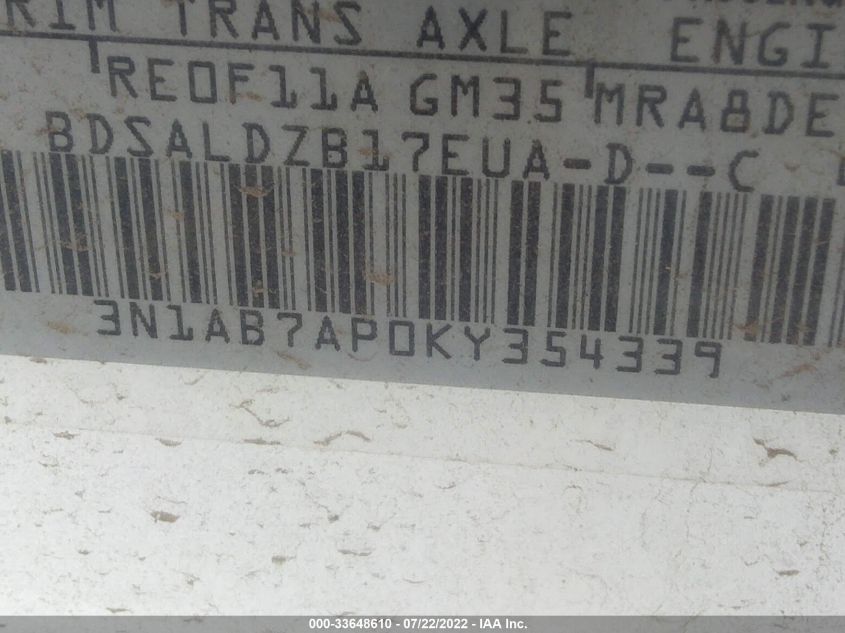 RIM TRANS AXLE ENGI
RE0F11A GM35 MRA8DE
BDSALDZB17EUA-D--C
3N1AB7AP0KY354339
000-33648610 - 07/22/2022 - IAA Inc.